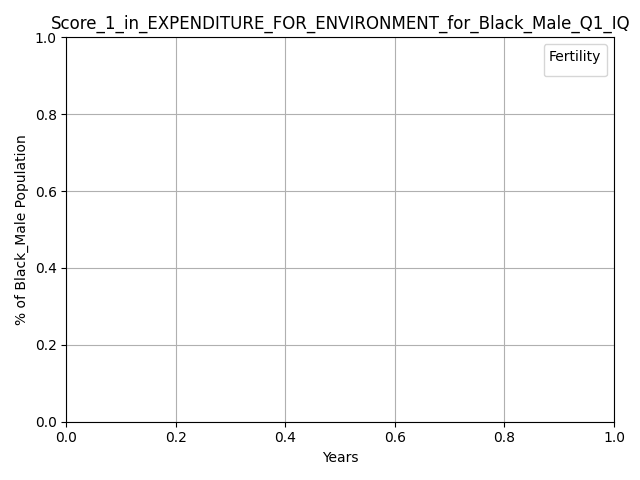 Score_1_in_EXPENDITURE_FOR_ENVIRONMENT_for_Black_Male_Q1_IQ
Fertility
% of Black_Male Population
1.0
0.8
0.6
0.4
0.2
0.0
0.0 0.2 0.4 0.6 0.8 1.0
Years